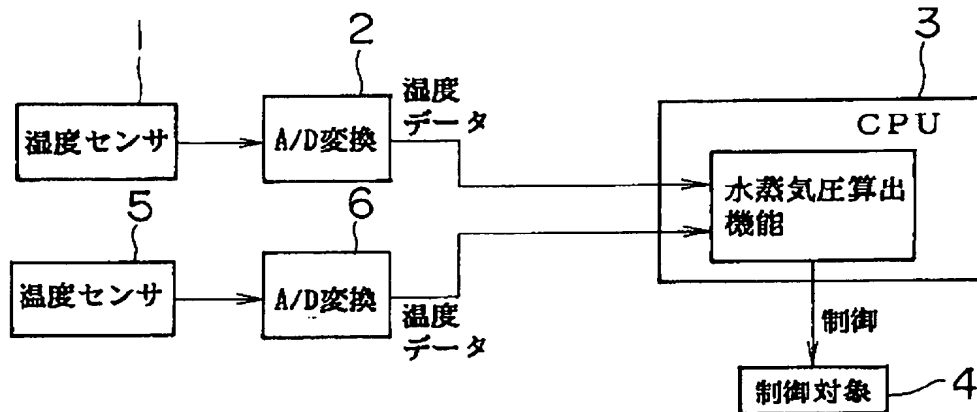 1
2
3
湿度センサ
A/D変換
湿度
データ
CPU
水蒸気圧算出
機能
5
6
温度センサ
A/D変換
温度
データ
制御
制御対象
4